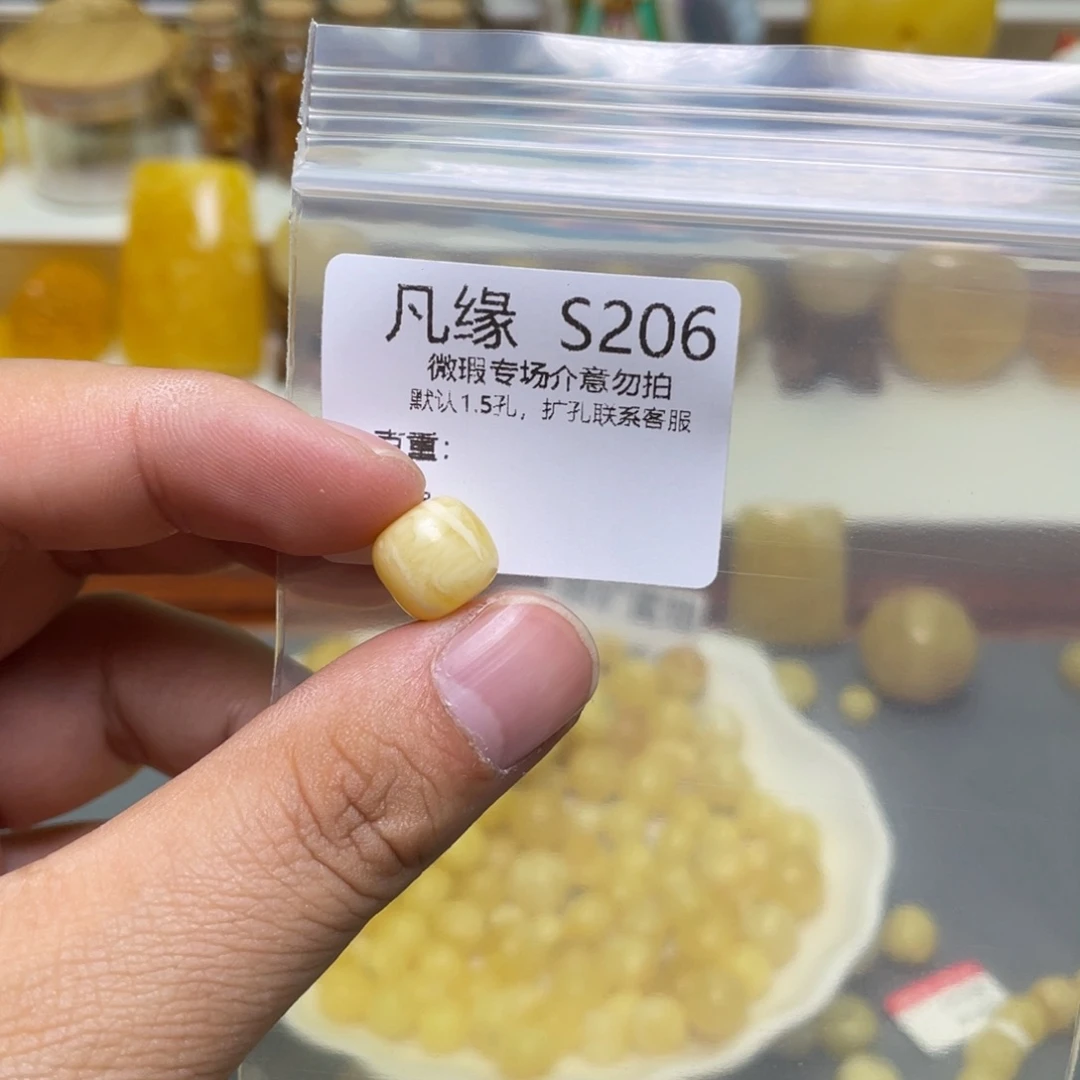 凡缘 S206
微瑕专场介意勿拍
默认1.5孔，扩孔联系客服
克重：